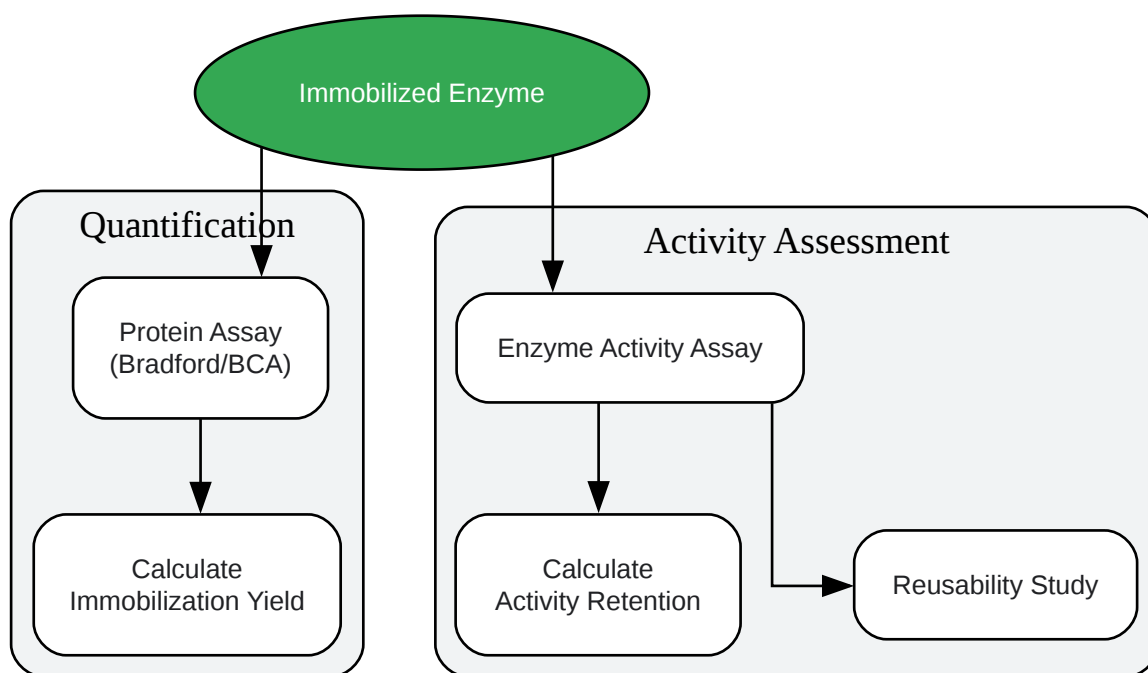 Immobilized Enzyme
Quantification
Protein Assay
(Bradford/BCA)
Calculate
Immobilization Yield
Activity Assessment
Enzyme Activity Assay
Calculate
Activity Retention
Reusability Study